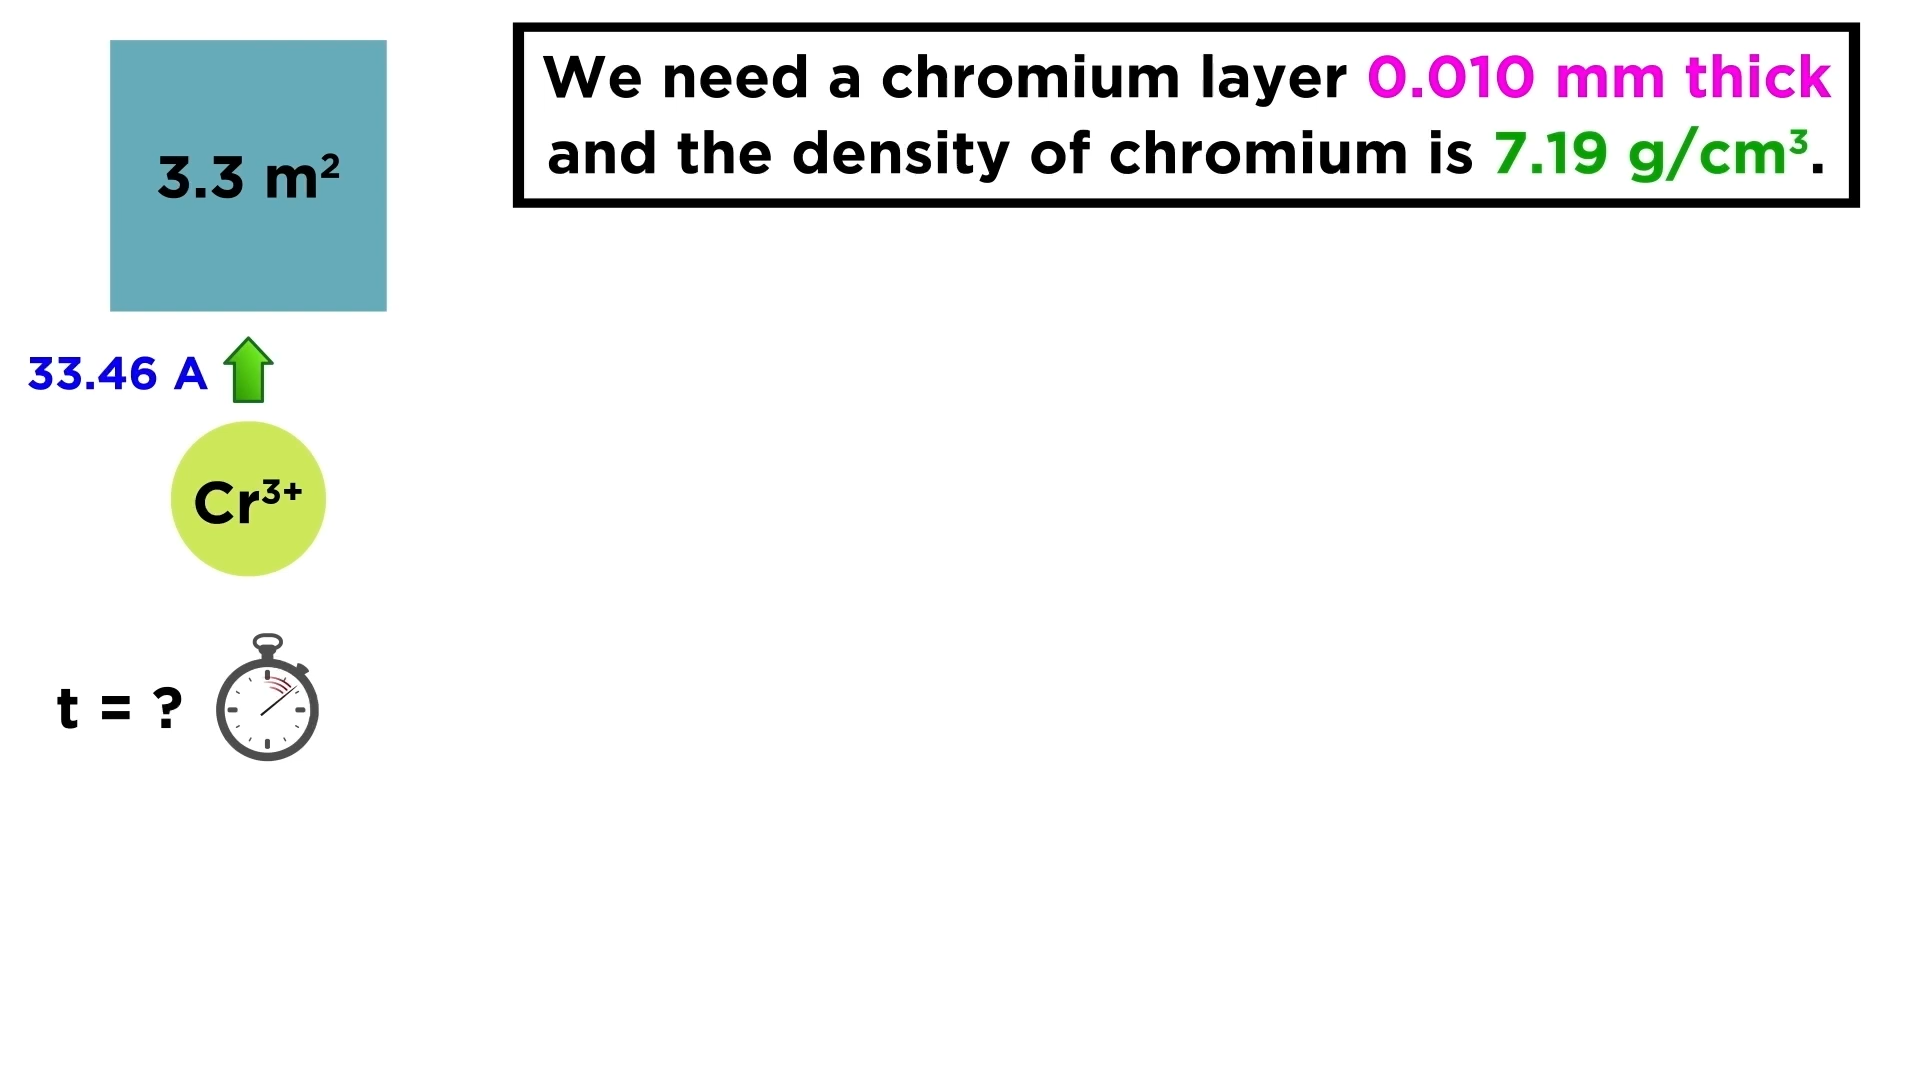 3.3 m²
We need a chromium layer 0.010 mm thick
and the density of chromium is 7.19 g/cm³.
33.46 A
Cr³⁺
t = ?